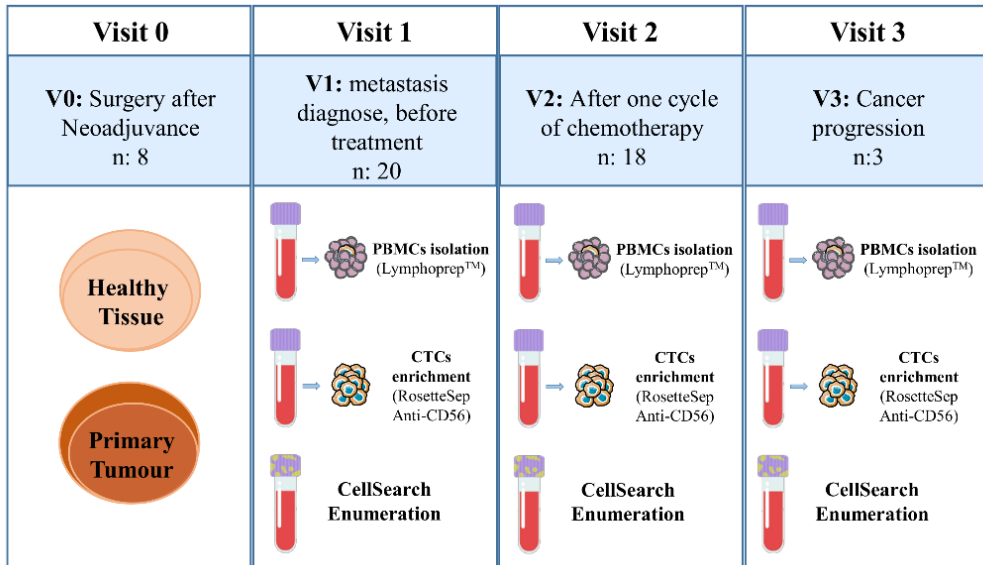 Visit 0
Visit 1
Visit 2
Visit 3
V0: Surgery after
Neoadjuvance
n: 8
V1: metastasis
diagnose, before
treatment
n: 20
V2: After one cycle
of chemotherapy
n: 18
V3: Cancer
progression
n:3
Healthy
Tissue
Primary
Tumour
PBMCs isolation
(Lymphoprep™)
CTCs
enrichment
(RosetteSep
Anti-CD56)
CellSearch
Enumeration
PBMCs isolation
(Lymphoprep™)
CTCs
enrichment
(RosetteSep
Anti-CD56)
CellSearch
Enumeration
PBMCs isolation
(Lymphoprep™)
CTCs
enrichment
(RosetteSep
Anti-CD56)
CellSearch
Enumeration